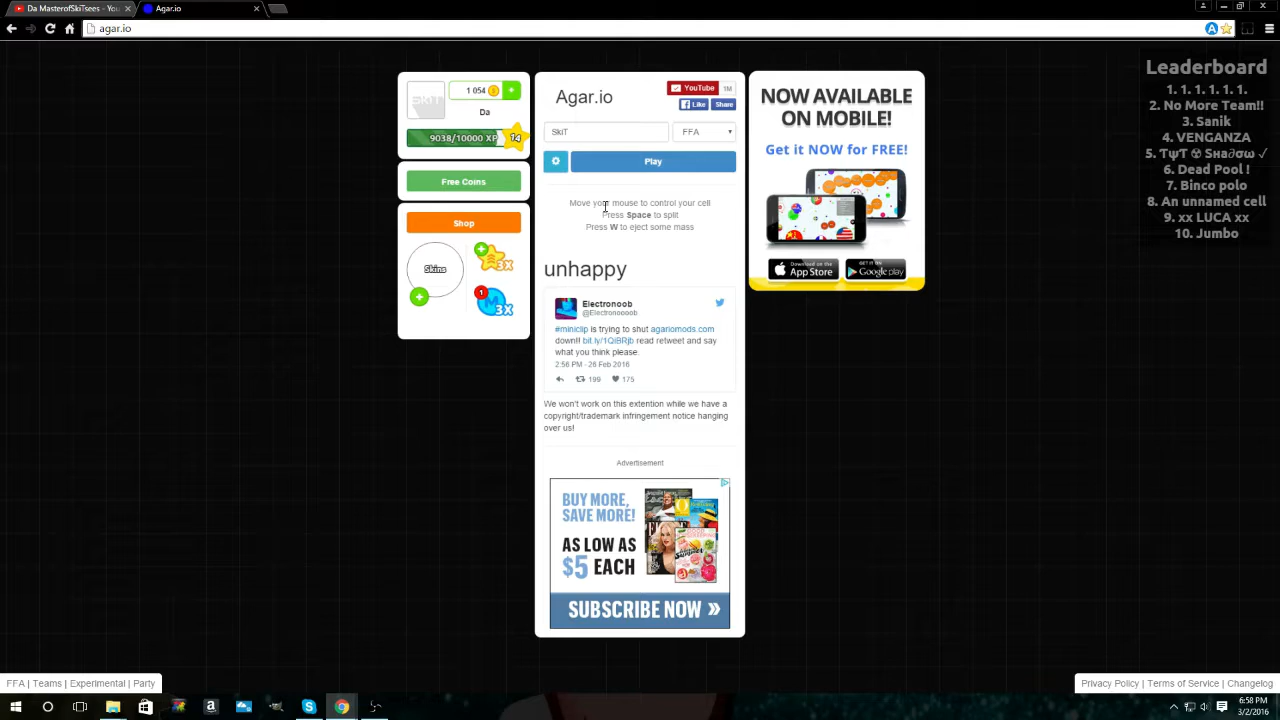 Da MasterofSkiTsees - You
Agar.io
agar.io
SKIT
1 054
Da
9038/10000 XP
14
Free Coins
Shop
Skins
3X
1
M
3X
Agar.io
YouTube
1M
Like
Share
SkiT
FFA
Play
Move your mouse to control your cell
Press Space to split
Press W to eject some mass
unhappy
Electronoob
@Electronoooob
#miniclip is trying to shut agariomods.com
down!! bit.ly/1QiBRjb read retweet and say
what you think please.
2:56 PM - 26 Feb 2016
199
175
We won't work on this extention while we have a
copyright/trademark infringement notice hanging
over us!
Advertisement
BUY MORE,
SAVE MORE!
AS LOW AS
$5 EACH
SUBSCRIBE NOW »
NOW AVAILABLE
ON MOBILE!
Get it NOW for FREE!
Download on the
App Store
GET IT ON
Google play
Leaderboard
1. 1. 1. 1. 1. 1.
2. No More Team!!
3. Sanik
4. VENGANZA
5. TψT ☢ Sнα∂σω ✓
6. Dead Pool !
7. Binco polo
8. An unnamed cell
9. xx LUCA xx
10. Jumbo
FFA | Teams | Experimental | Party
Privacy Policy | Terms of Service | Changelog
6:58 PM
3/2/2016